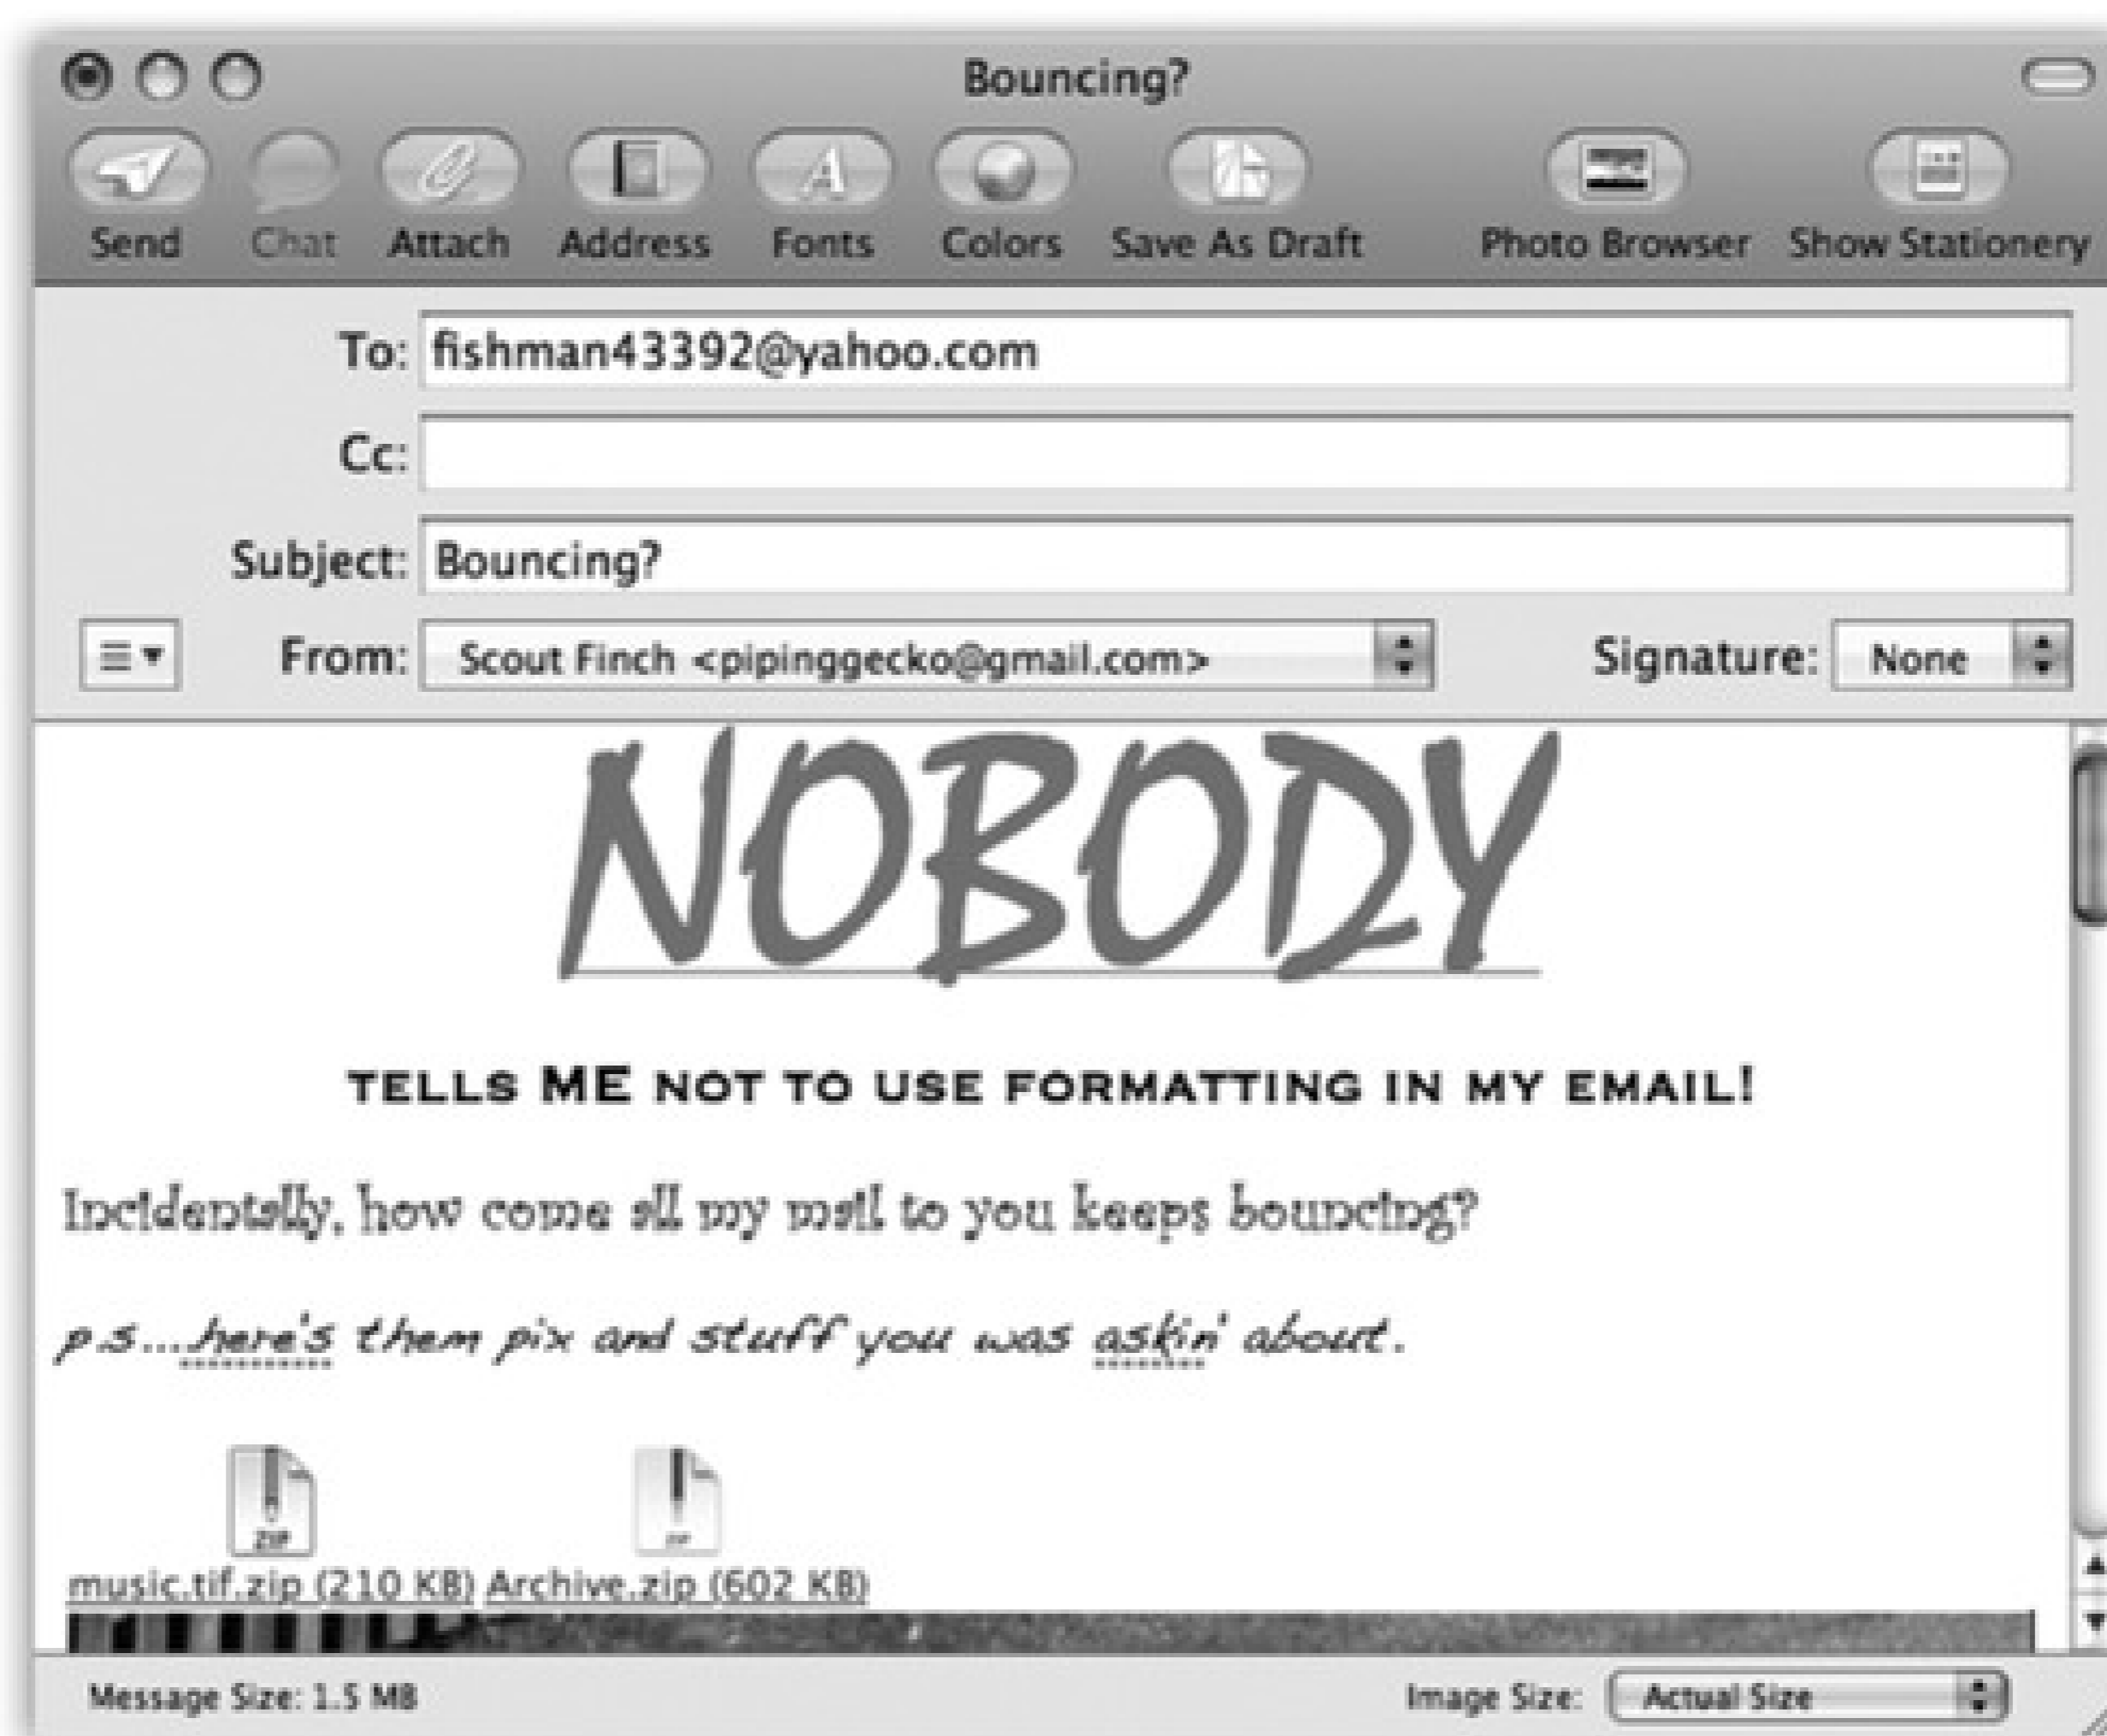 Bouncing?
Send Chat Attach Address Fonts Colors Save As Draft Photo Browser Show Stationery
To: fishman43392@yahoo.com
Cc:
Subject: Bouncing?
From: Scout Finch <pipinggecko@gmail.com> Signature: None
NOBODY
TELLS ME NOT TO USE FORMATTING IN MY EMAIL!
Incidentally, how come all my mail to you keeps bouncing?
p.s...here's them pix and stuff you was askin' about.
ZIP ZIP
music.tif.zip (210 KB) Archive.zip (602 KB)
Message Size: 1.5 MB Image Size: Actual Size